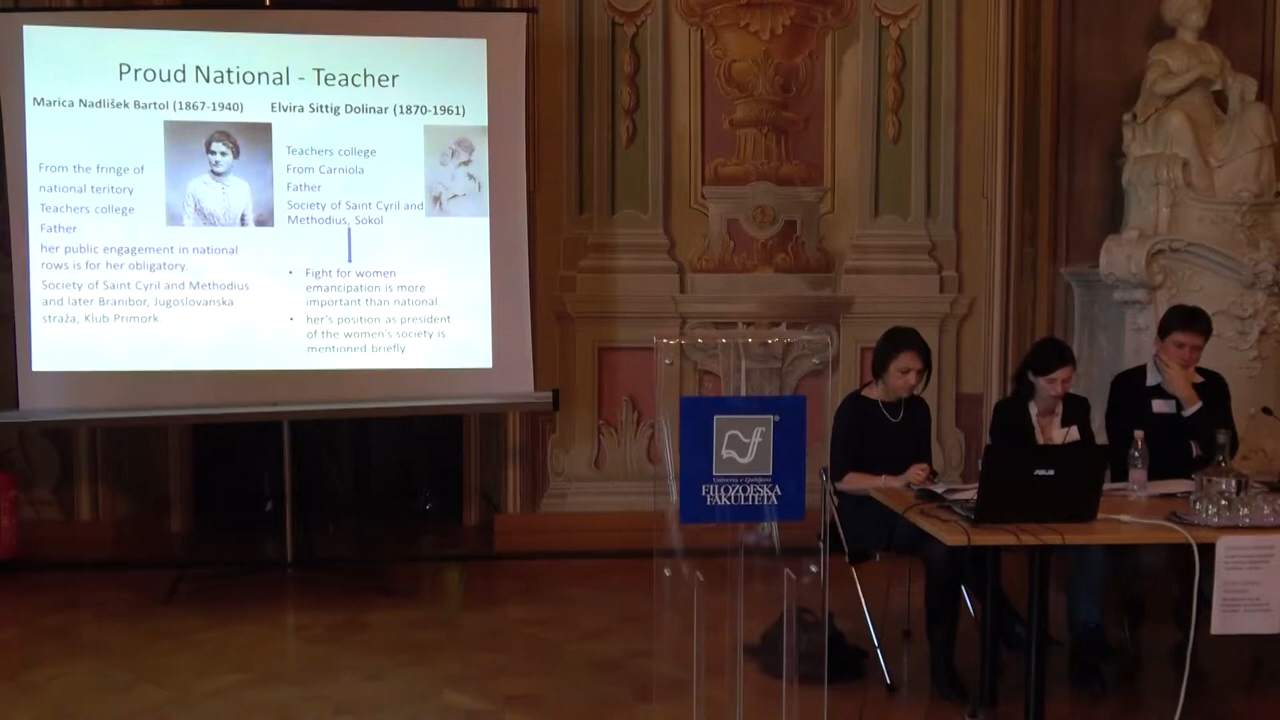 Proud National - Teacher
Marica Nadlišek Bartol (1867-1940)
From the fringe of
national teritory
Teachers college
Father
her public engagement in national
rows is for her obligatory.
Society of Saint Cyril and Methodius
and later Branibor, Jugoslovanska
straža, Klub Primork.
Elvira Sittig Dolinar (1870-1961)
Teachers college
From Carniola
Father
Society of Saint Cyril and
Methodius, Sokol
• Fight for women
emancipation is more
important than national
• her's position as president
of the women's society is
mentioned briefly
Univerza v Ljubljani
FILOZOFSKA
FAKULTETA
ASUS